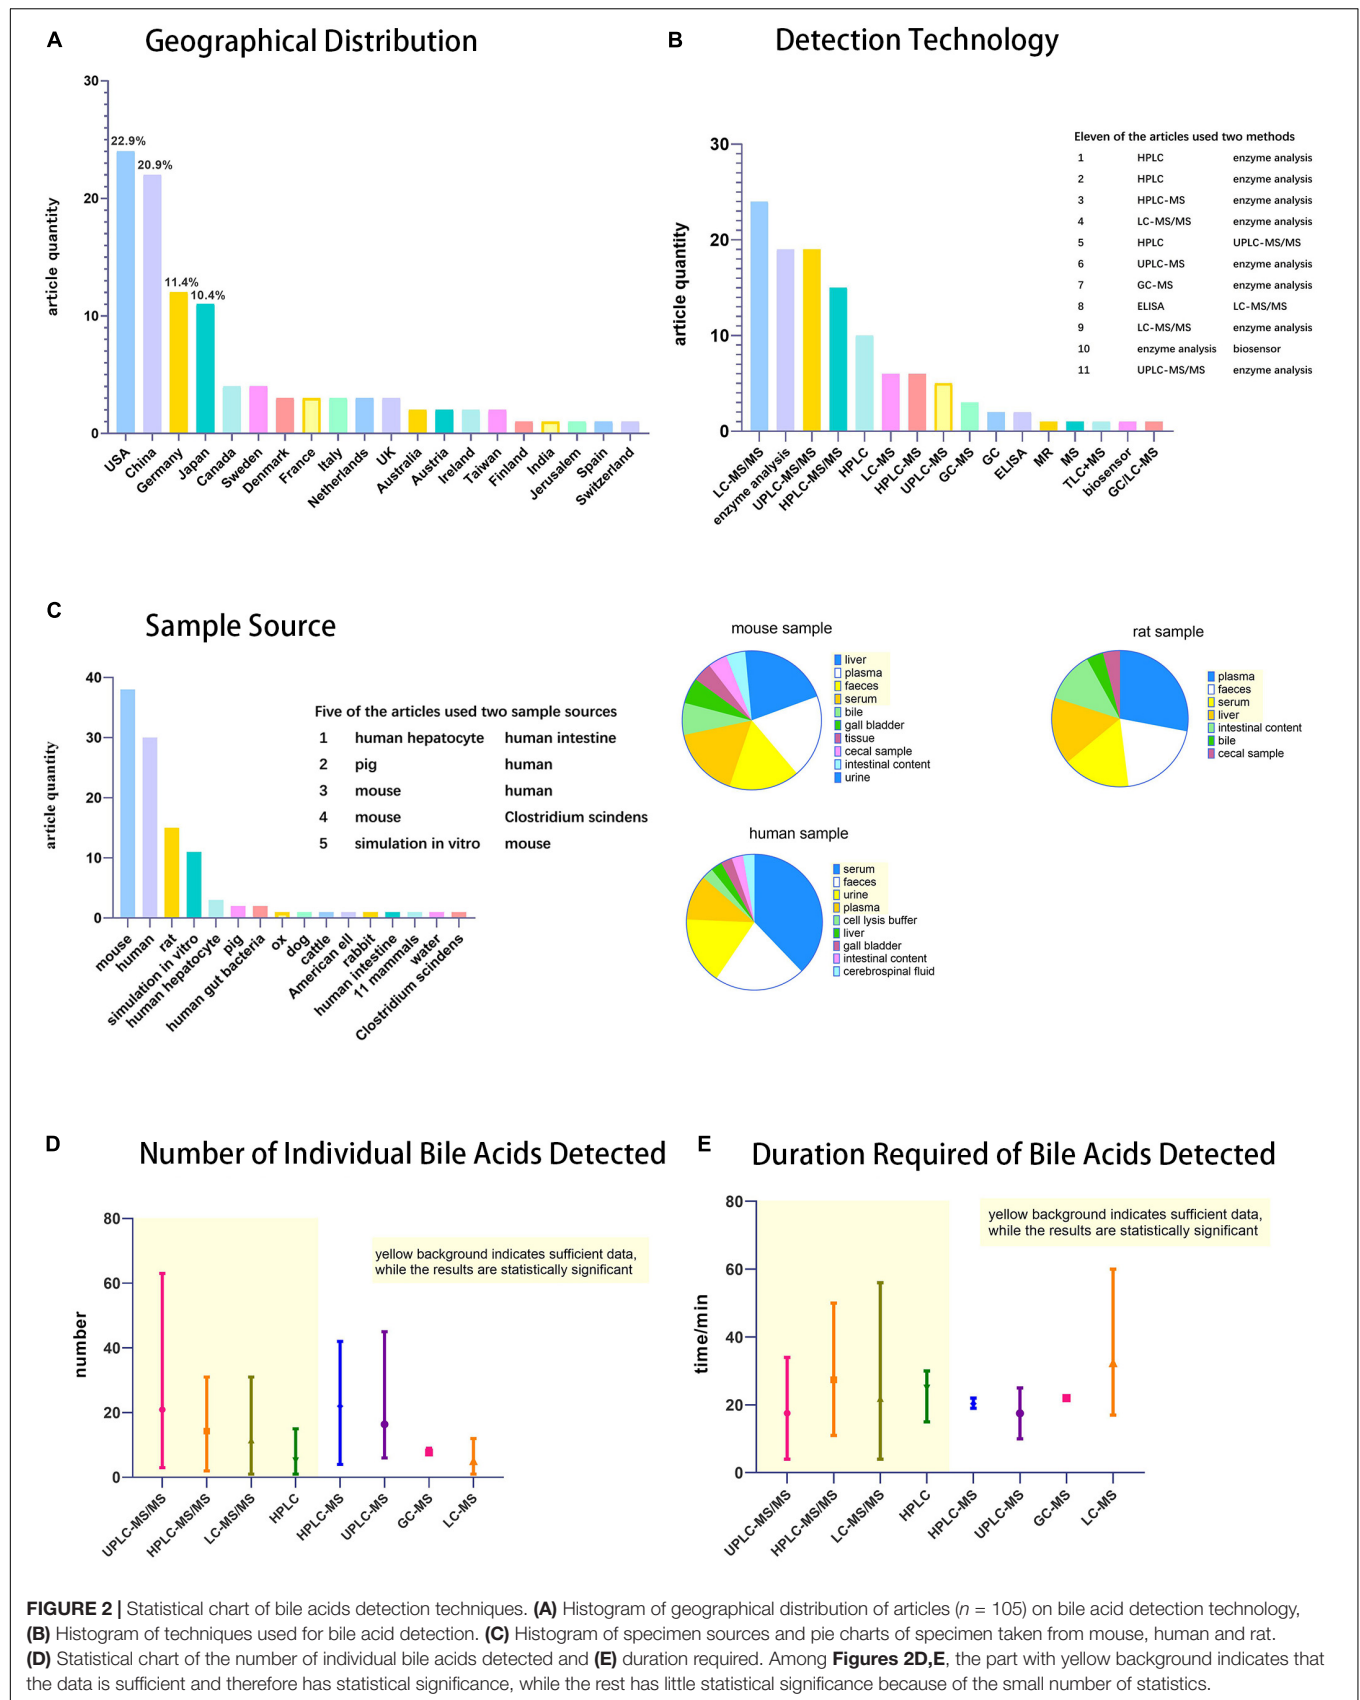 A
Geographical Distribution
article quantity
30
20
10
0
22.9%
20.9%
11.4%
10.4%
USA
China
Germany
Japan
Canada
Sweden
Denmark
France
Italy
Netherlands
UK
Australia
Austria
Ireland
Taiwan
Finland
India
Jerusalem
Spain
Switzerland
B
Detection Technology
article quantity
30
20
10
0
LC-MS/MS
enzyme analysis
UPLC-MS/MS
HPLC-MS/MS
HPLC
LC-MS
HPLC-MS
UPLC-MS
GC-MS
GC
ELISA
MR
MS
TLC+MS
biosensor
GC/LC-MS
Eleven of the articles used two methods
1 HPLC enzyme analysis
2 HPLC enzyme analysis
3 HPLC-MS enzyme analysis
4 LC-MS/MS enzyme analysis
5 HPLC UPLC-MS/MS
6 UPLC-MS enzyme analysis
7 GC-MS enzyme analysis
8 ELISA LC-MS/MS
9 LC-MS/MS enzyme analysis
10 enzyme analysis biosensor
11 UPLC-MS/MS enzyme analysis
C
Sample Source
article quantity
40
30
20
10
0
mouse
human
rat
simulation in vitro
human hepatocyte
pig
human gut bacteria
ox
dog
cattle
American ell
rabbit
human intestine
11 mammals
water
Clostridium scindens
Five of the articles used two sample sources
1 human hepatocyte human intestine
2 pig human
3 mouse human
4 mouse Clostridium scindens
5 simulation in vitro mouse
mouse sample
liver
plasma
faeces
serum
bile
gall bladder
tissue
cecal sample
intestinal content
urine
rat sample
plasma
faeces
serum
liver
intestinal content
bile
cecal sample
human sample
serum
faeces
urine
plasma
cell lysis buffer
liver
gall bladder
intestinal content
cerebrospinal fluid
D
Number of Individual Bile Acids Detected
number
80
60
40
20
0
yellow background indicates sufficient data,
while the results are statistically significant
UPLC-MS/MS
HPLC-MS/MS
LC-MS/MS
HPLC
HPLC-MS
UPLC-MS
GC-MS
LC-MS
E
Duration Required of Bile Acids Detected
time/min
80
60
40
20
0
yellow background indicates sufficient data,
while the results are statistically significant
UPLC-MS/MS
HPLC-MS/MS
LC-MS/MS
HPLC
HPLC-MS
UPLC-MS
GC-MS
LC-MS
FIGURE 2 | Statistical chart of bile acids detection techniques. (A) Histogram of geographical distribution of articles (n = 105) on bile acid detection technology,
(B) Histogram of techniques used for bile acid detection. (C) Histogram of specimen sources and pie charts of specimen taken from mouse, human and rat.
(D) Statistical chart of the number of individual bile acids detected and (E) duration required. Among Figures 2D,E, the part with yellow background indicates that
the data is sufficient and therefore has statistical significance, while the rest has little statistical significance because of the small number of statistics.